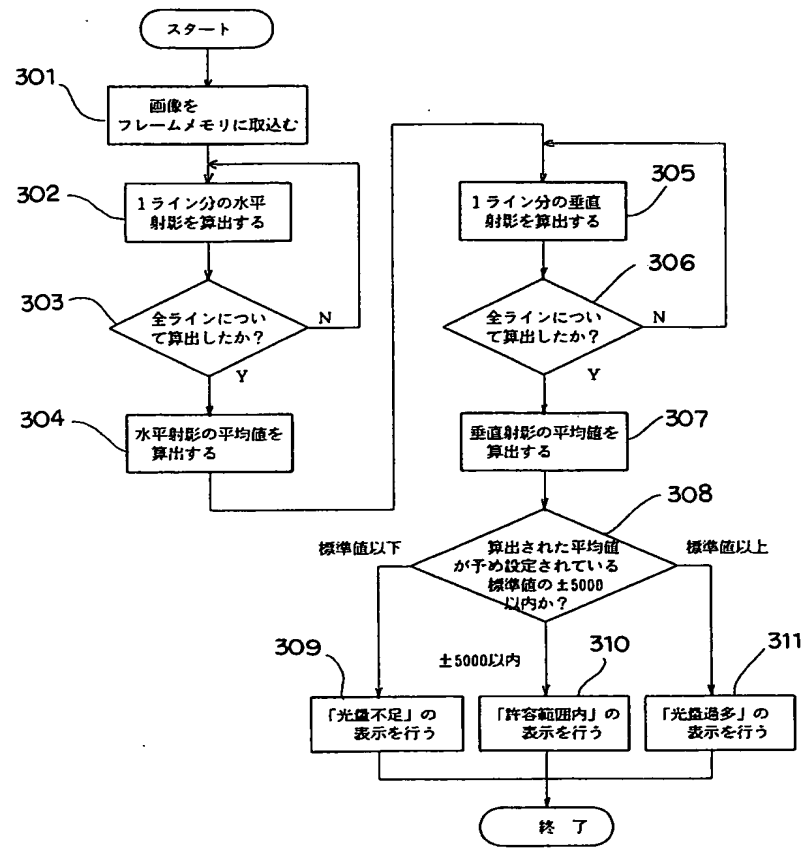 スタート
301
画像を
フレームメモリに取込む
302
1ライン分の水平
射影を算出する
303
全ラインについ
て算出したか？
N
Y
304
水平射影の平均値を
算出する
305
1ライン分の垂直
射影を算出する
306
全ラインについ
て算出したか？
N
Y
307
垂直射影の平均値を
算出する
308
算出された平均値
が予め設定されている
標準値の±5000
以内か？
標準値以下
標準値以上
±5000以内
309
「光量不足」の
表示を行う
310
「許容範囲内」の
表示を行う
311
「光量過多」の
表示を行う
終了